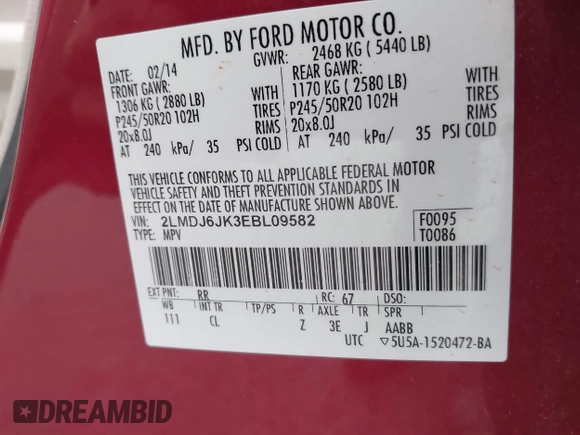 MFD. BY FORD MOTOR CO.
DATE: 02/14 GVWR: 2468 KG ( 5440 LB)
FRONT GAWR: REAR GAWR:
1306 KG ( 2880 LB) WITH 1170 KG ( 2580 LB) WITH
P245/50R20 102H TIRES P245/50R20 102H TIRES
20x8.0J RIMS 20x8.0J RIMS
AT 240 kPa/ 35 PSI COLD AT 240 kPa/ 35 PSI COLD
THIS VEHICLE CONFORMS TO ALL APPLICABLE FEDERAL MOTOR
VEHICLE SAFETY AND THEFT PREVENTION STANDARDS IN
EFFECT ON THE DATE OF MANUFACTURE SHOWN ABOVE.
VIN: 2LMDJ6JK3EBL09582 F0095
TYPE: MPV T0086
EXT PNT: RR RC: 67 DSO:
WB INT TR TP/PS R AXLE TR SPR
111 CL Z 3E J AABB
UTC ▽5U5A-1520472-BA
DREAMBID